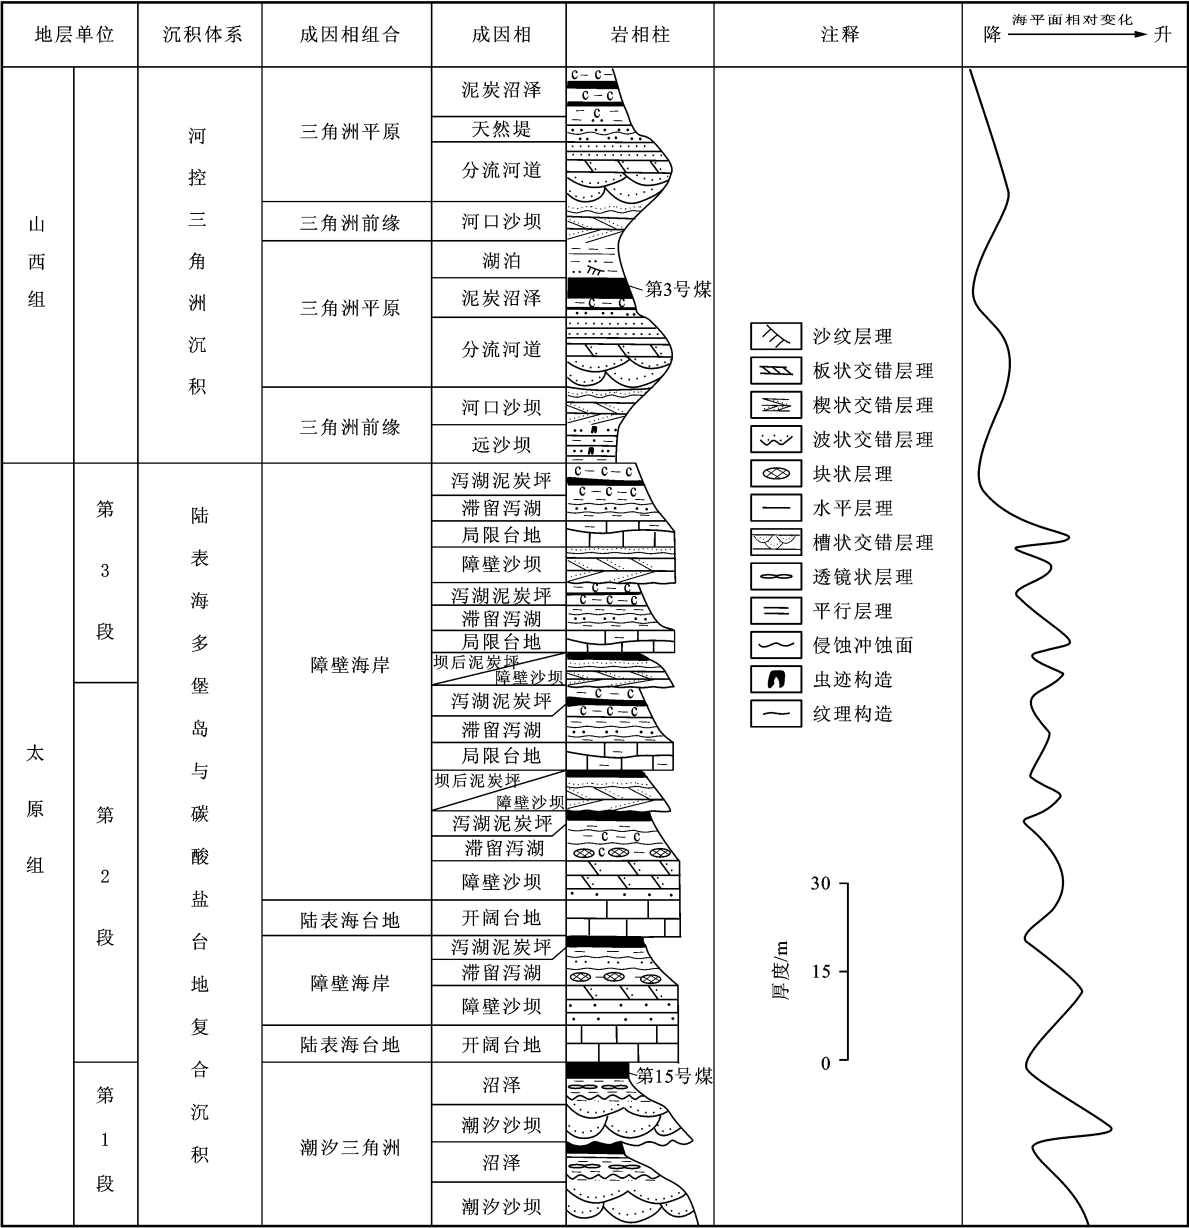 地层单位 沉积体系 成因相组合 成因相 岩相柱 注释 海平面相对变化
降 升
山西组
太原组
第3段
第2段
第1段
河控三角洲沉积
陆表海多堡岛与碳酸盐台地复合沉积
三角洲平原
三角洲前缘
三角洲平原
三角洲前缘
障壁海岸
陆表海台地
障壁海岸
陆表海台地
潮汐三角洲
泥炭沼泽
天然堤
分流河道
河口沙坝
湖泊
泥炭沼泽
分流河道
河口沙坝
远沙坝
泻湖泥炭坪
滞留泻湖
局限台地
障壁沙坝
泻湖泥炭坪
滞留泻湖
局限台地
坝后泥炭坪
障壁沙坝
泻湖泥炭坪
滞留泻湖
局限台地
坝后泥炭坪
障壁沙坝
泻湖泥炭坪
滞留泻湖
障壁沙坝
开阔台地
泻湖泥炭坪
滞留泻湖
障壁沙坝
开阔台地
沼泽
潮汐沙坝
沼泽
潮汐沙坝
C C
C C
C
第3号煤
C C
C C C
C C C
C C
C C C
C C
C C C
C C
C
第15号煤
沙纹层理
板状交错层理
楔状交错层理
波状交错层理
块状层理
水平层理
槽状交错层理
透镜状层理
平行层理
侵蚀冲蚀面
虫迹构造
纹理构造
30
15
0
厚度/m